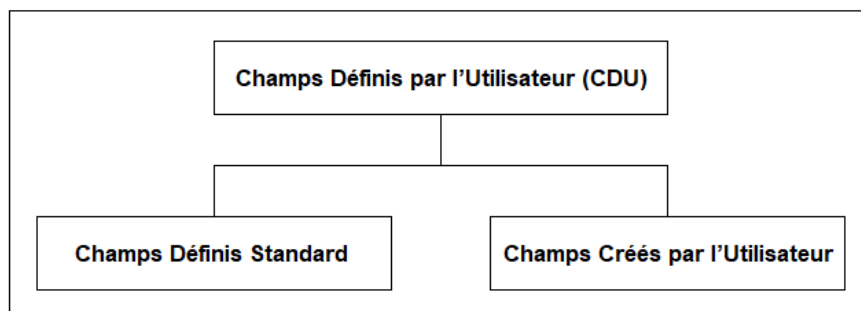 Champs Définis par l’Utilisateur (CDU)
Champs Définis Standard
Champs Créés par l’Utilisateur